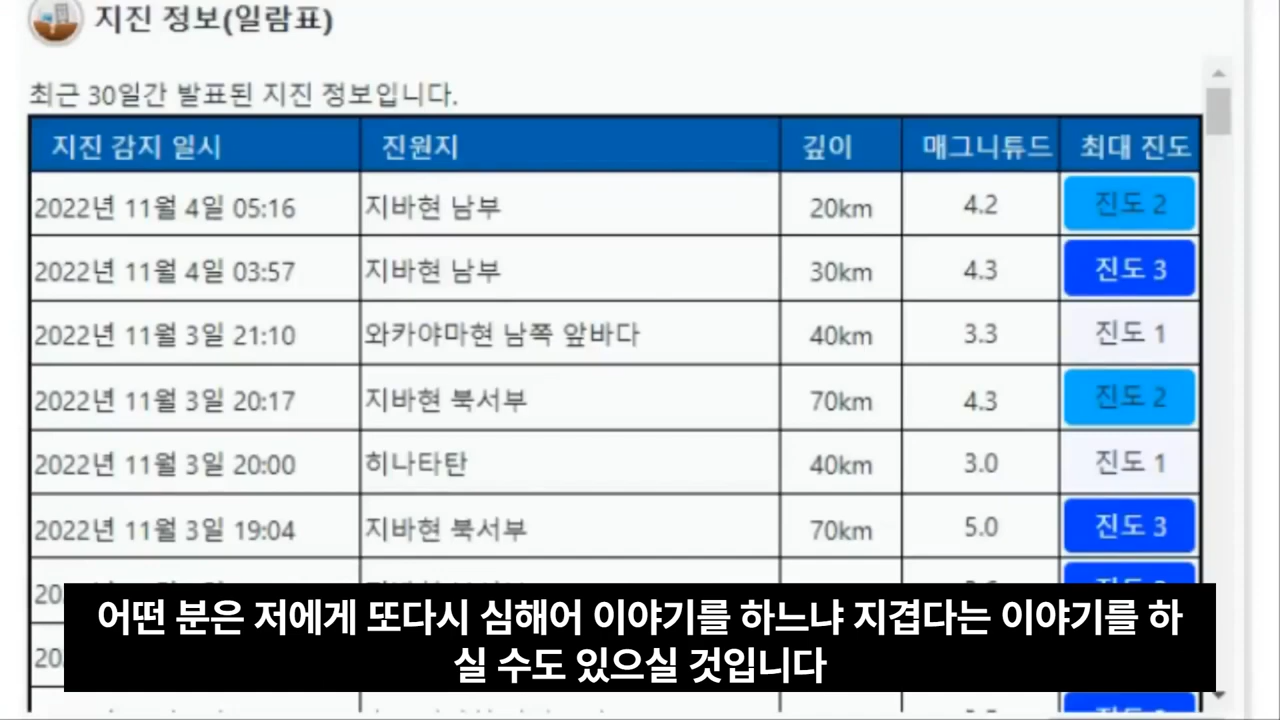 지진 정보(일람표)
최근 30일간 발표된 지진 정보입니다.
지진 감지 일시 진원지 깊이 매그니튜드 최대 진도
2022년 11월 4일 05:16 지바현 남부 20km 4.2 진도 2
2022년 11월 4일 03:57 지바현 남부 30km 4.3 진도 3
2022년 11월 3일 21:10 와카야마현 남쪽 앞바다 40km 3.3 진도 1
2022년 11월 3일 20:17 지바현 북서부 70km 4.3 진도 2
2022년 11월 3일 20:00 히나타탄 40km 3.0 진도 1
2022년 11월 3일 19:04 지바현 북서부 70km 5.0 진도 3
어떤 분은 저에게 또다시 심해어 이야기를 하느냐 지겹다는 이야기를 하
실 수도 있으실 것입니다